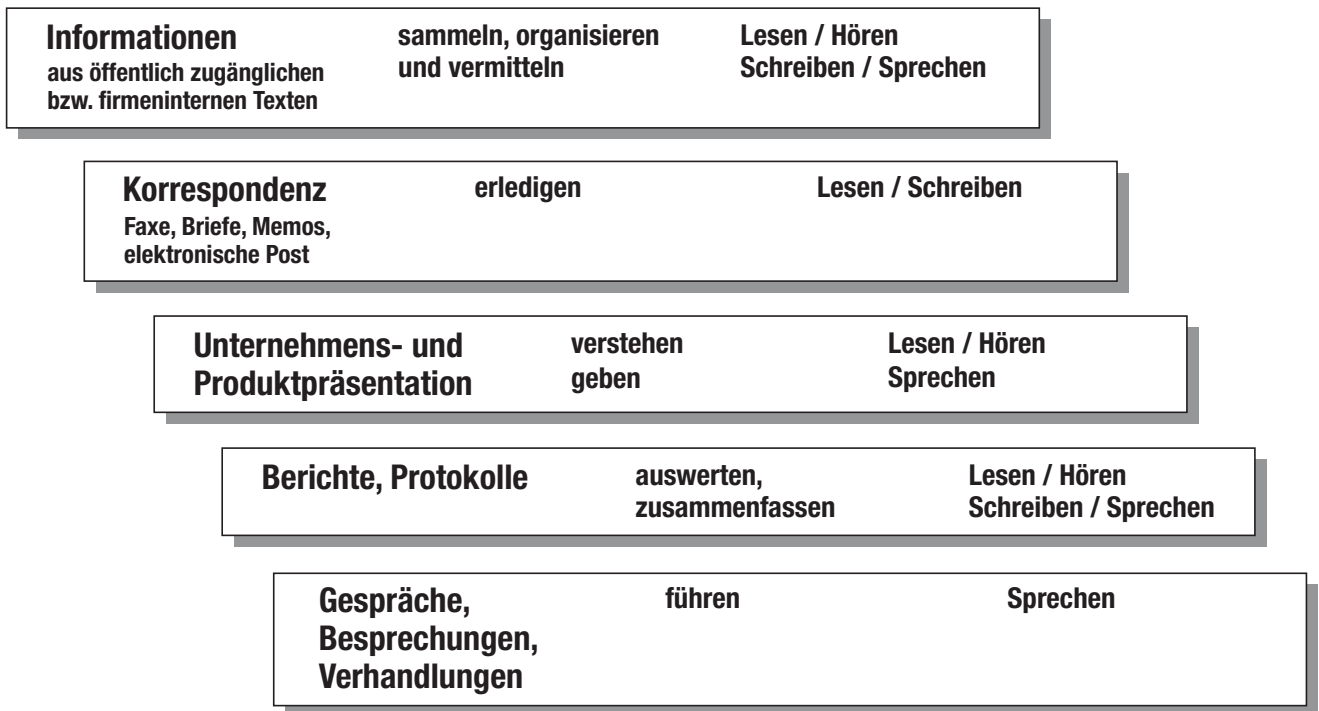 Informationen
aus öffentlich zugänglichen
bzw. firmeninternen Texten
sammeln, organisieren
und vermitteln
Lesen / Hören
Schreiben / Sprechen
Korrespondenz
Faxe, Briefe, Memos,
elektronische Post
erledigen
Lesen / Schreiben
Unternehmens- und
Produktpräsentation
verstehen
geben
Lesen / Hören
Sprechen
Berichte, Protokolle
auswerten,
zusammenfassen
Lesen / Hören
Schreiben / Sprechen
Gespräche,
Besprechungen,
Verhandlungen
führen
Sprechen